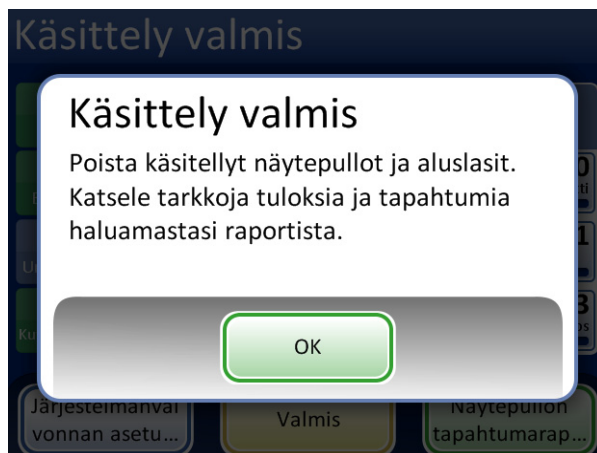 Käsittely valmis
Käsittely valmis
Poista käsitellyt näytepullot ja aluslasit.
Katsele tarkkoja tuloksia ja tapahtumia
haluamastasi raportista.
OK
Järjestelmänval
vonnan asetu...
Valmis
Näytepullon
tapahtumarap...